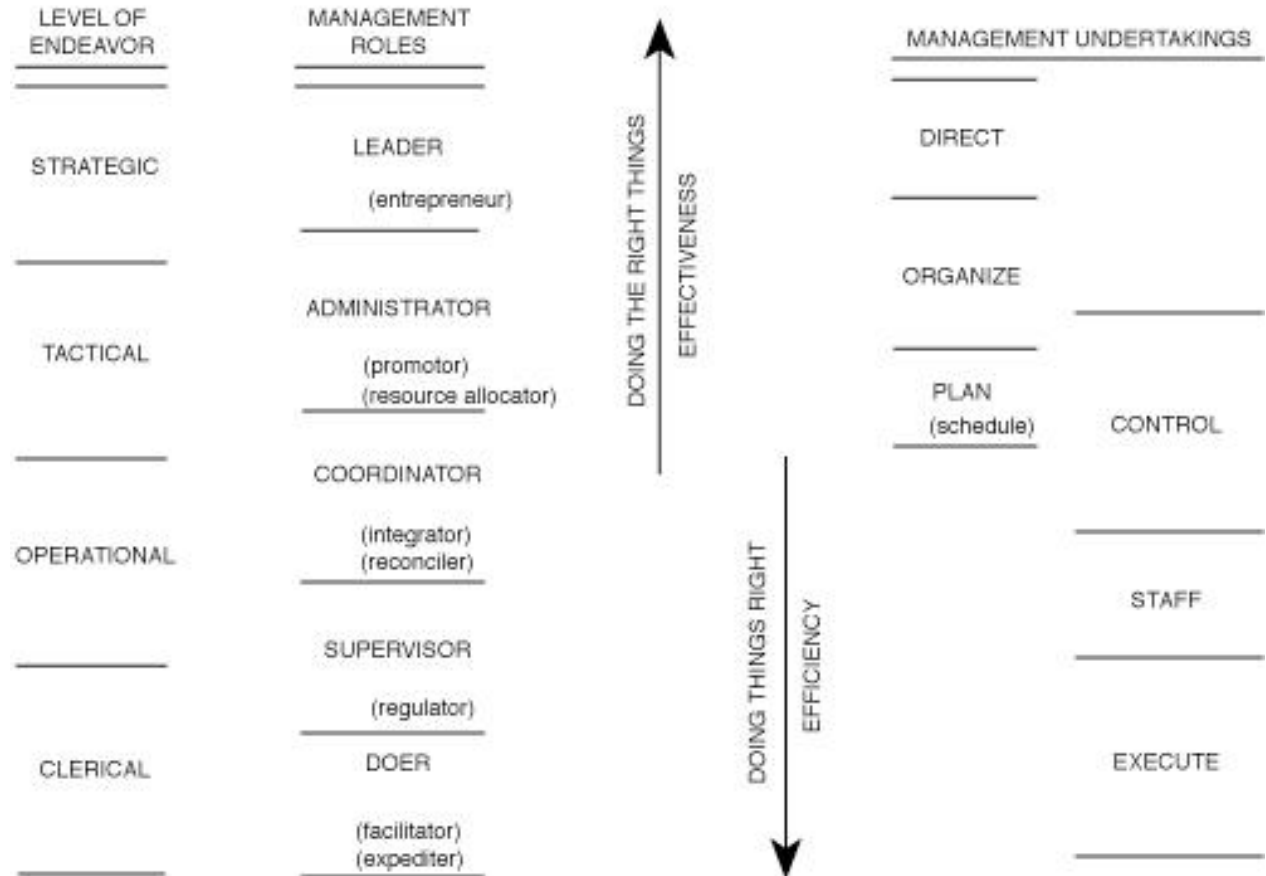 LEVEL OF
ENDEAVOR
STRATEGIC
TACTICAL
OPERATIONAL
CLERICAL
MANAGEMENT
ROLES
LEADER
(entrepreneur)
ADMINISTRATOR
(promotor)
(resource allocator)
COORDINATOR
(integrator)
(reconciler)
SUPERVISOR
(regulator)
DOER
(facilitator)
(expediter)
DOING THE RIGHT THINGS
EFFECTIVENESS
DOING THINGS RIGHT
EFFICIENCY
MANAGEMENT UNDERTAKINGS
DIRECT
ORGANIZE
PLAN
(schedule)
CONTROL
STAFF
EXECUTE